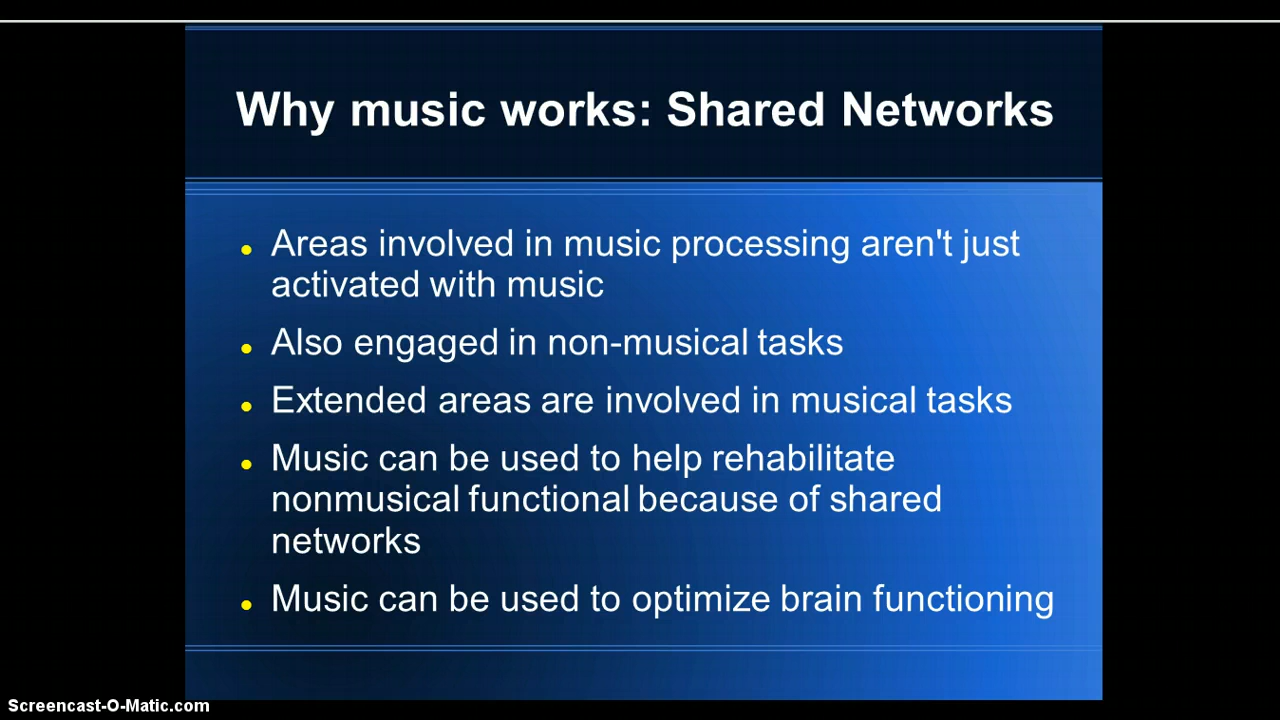 Why music works: Shared Networks
Areas involved in music processing aren't just
activated with music
Also engaged in non-musical tasks
Extended areas are involved in musical tasks
Music can be used to help rehabilitate
nonmusical functional because of shared
networks
Music can be used to optimize brain functioning
Screencast-O-Matic.com